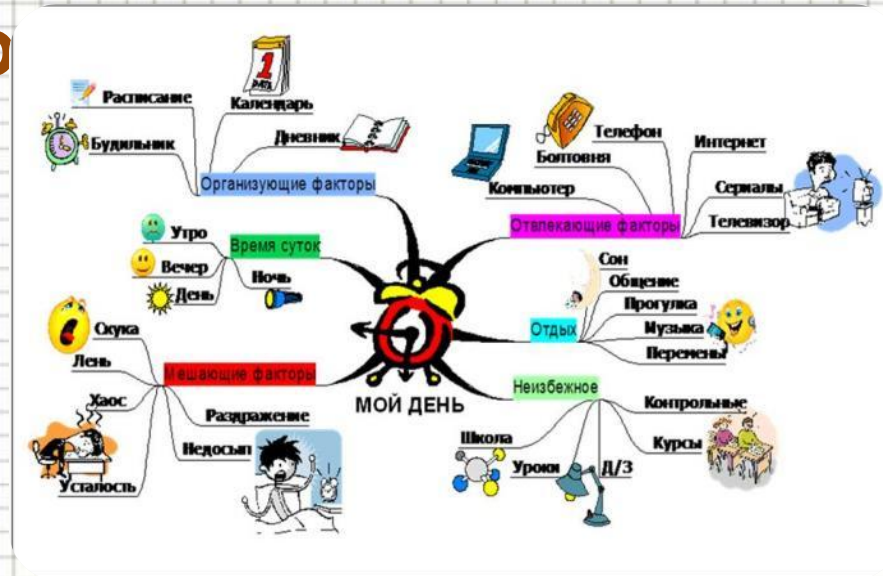 Расписание
Календарь
Будильник
Дневник
Организующие факторы
Телефон
Интернет
Болтовня
Компьютер
Сериалы
Телевизор
Отвлекающие факторы
Утро
Время суток
Вечер
Ночь
День
Сон
Общение
Прогулка
Отдых
Музыка
Перемены
Скука
Лень
Мешающие факторы
Хаос
Раздражение
Недосып
Усталость
МОЙ ДЕНЬ
Неизбежное
Контрольные
Школа
Курсы
Уроки
Д/З
1